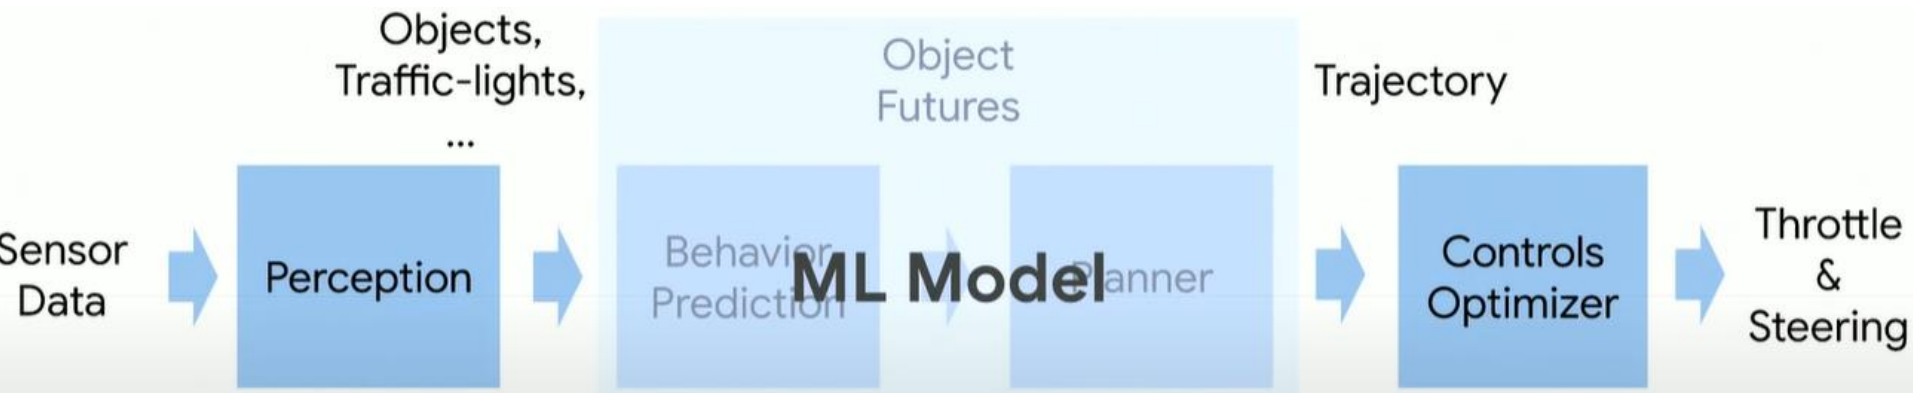 Objects,
Traffic-lights,
...
Object
Futures
Trajectory
Sensor
Data
Perception
Behavior
Prediction
ML Model
Planner
Controls
Optimizer
Throttle
&
Steering